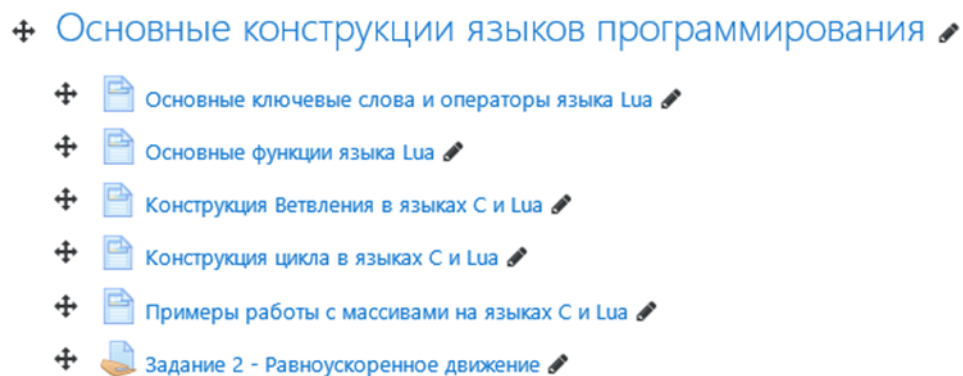 Основные конструкции языков программирования
Основные ключевые слова и операторы языка Lua
Основные функции языка Lua
Конструкция Ветвления в языках С и Lua
Конструкция цикла в языках С и Lua
Примеры работы с массивами на языках С и Lua
Задание 2 - Равноускоренное движение